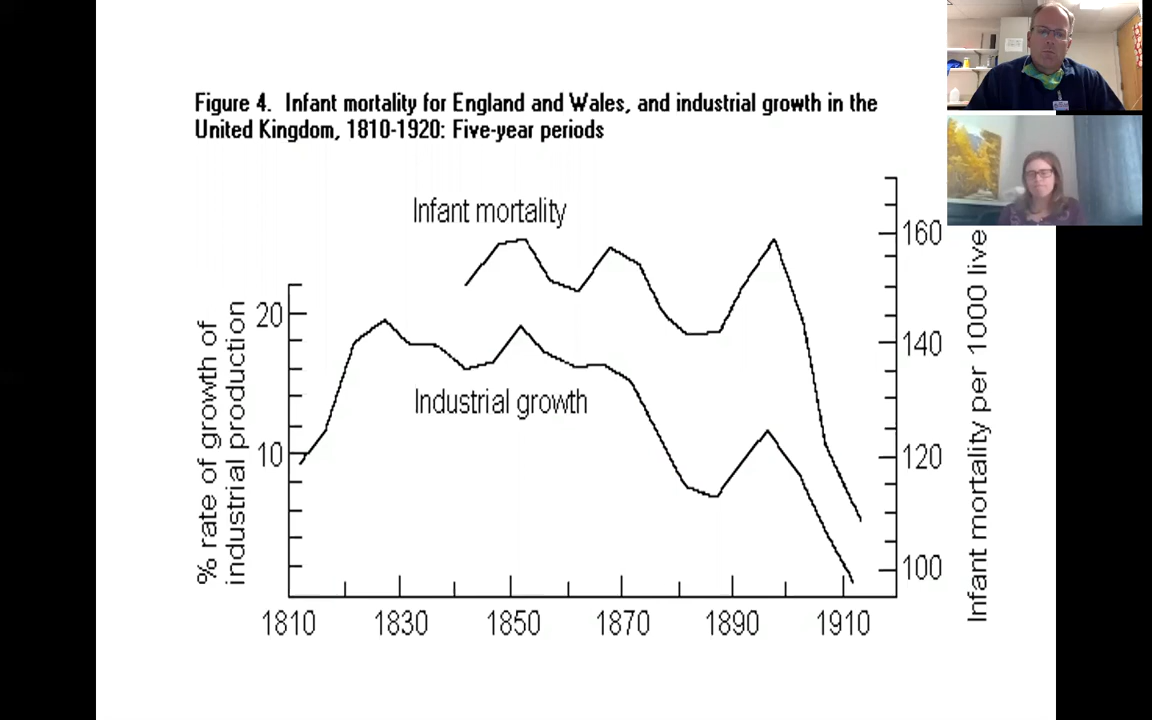 Figure 4. Infant mortality for England and Wales, and industrial growth in the
United Kingdom, 1810-1920: Five-year periods
Infant mortality
Industrial growth
% rate of growth of
industrial production
20
10
160
140
120
100
Infant mortality per 1000 live
1810
1830
1850
1870
1890
1910